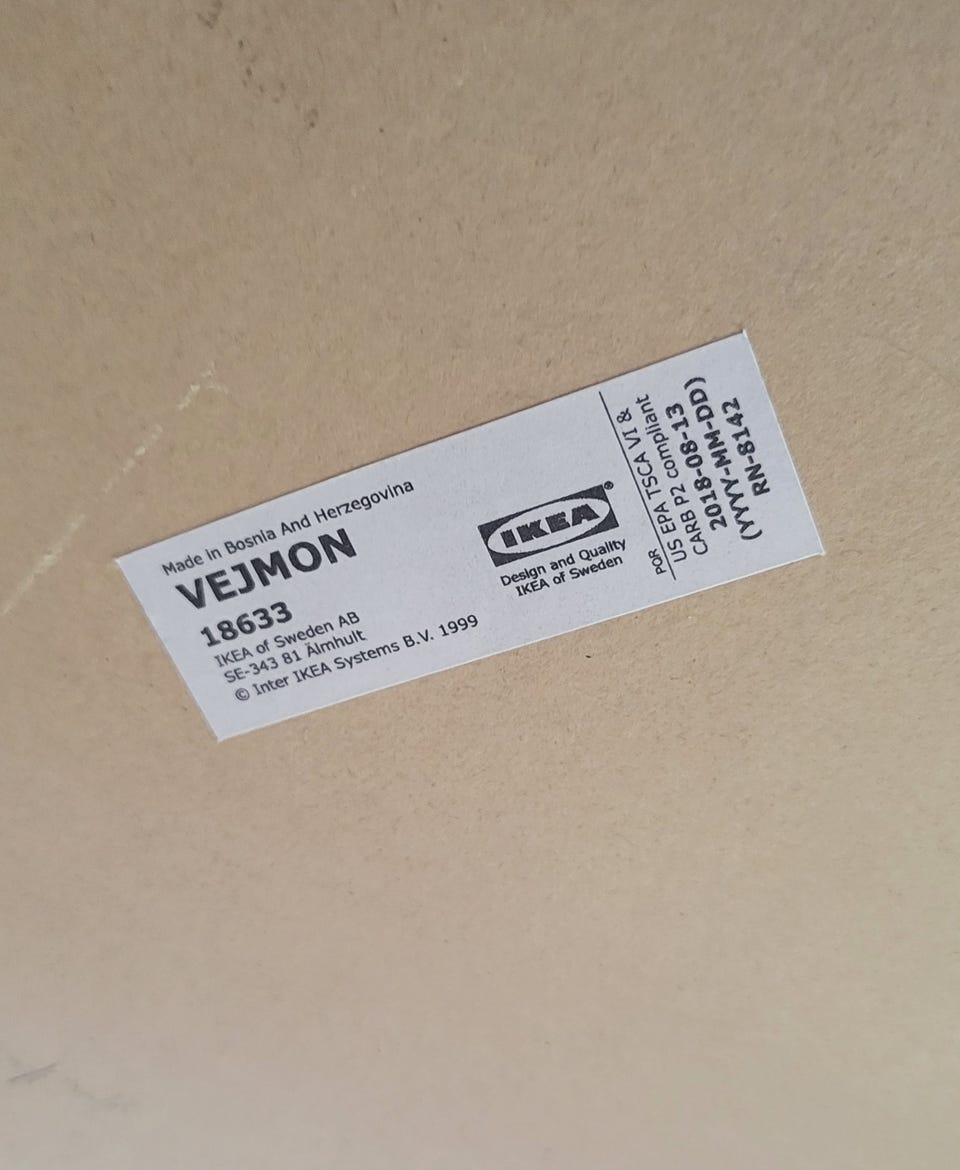 Made in Bosnia And Herzegovina
VEJMON
18633
IKEA of Sweden AB
SE-343 81 Älmhult
© Inter IKEA Systems B.V. 1999
IKEA®
Design and Quality
IKEA of Sweden
POR
US EPA TSCA VI &
CARB P2 compliant
2018-08-13
(YYYY-MM-DD)
RN-8142